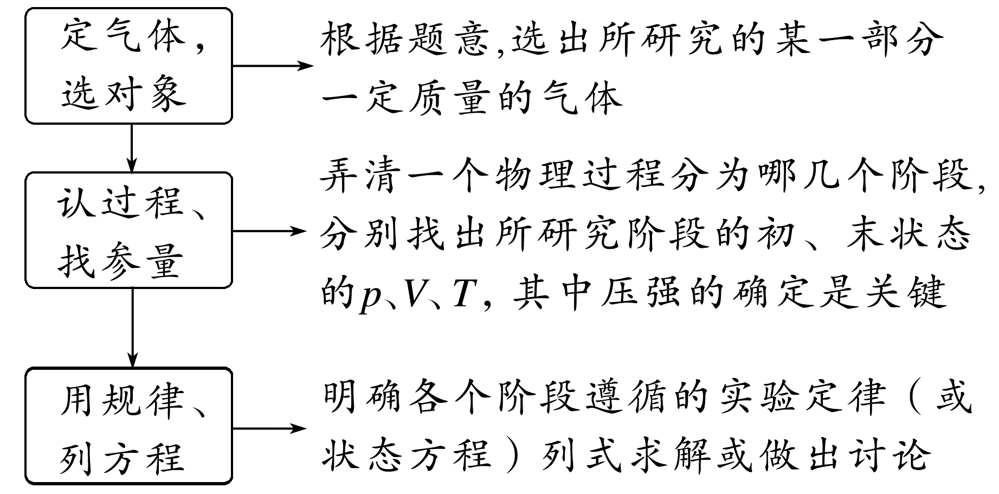 定气体,
选对象
根据题意,选出所研究的某一部分
一定质量的气体
认过程、
找参量
弄清一个物理过程分为哪几个阶段,
分别找出所研究阶段的初、末状态
的p、V、T, 其中压强的确定是关键
用规律、
列方程
明确各个阶段遵循的实验定律(或
状态方程)列式求解或做出讨论